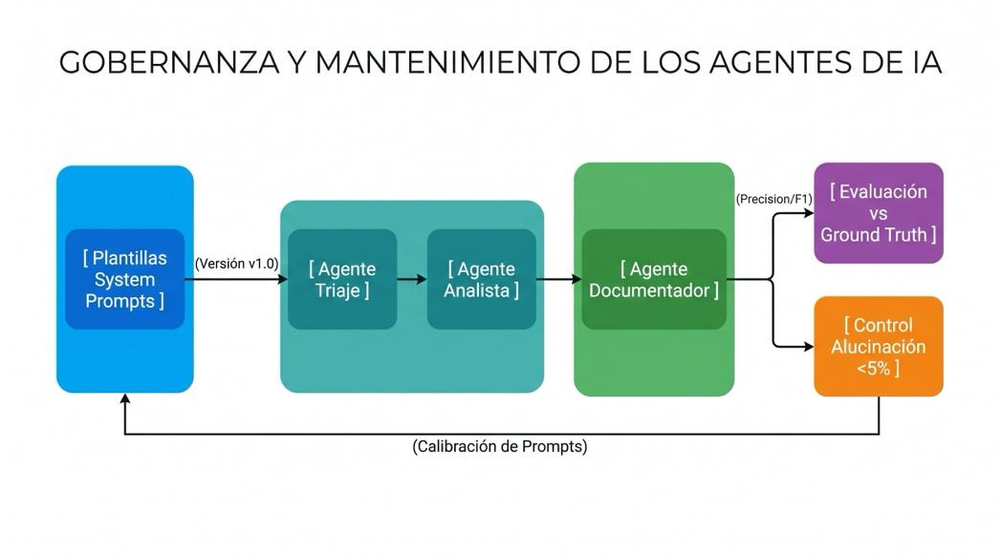 GOBERNANZA Y MANTENIMIENTO DE LOS AGENTES DE IA
[ Plantillas
System
Prompts ]
(Versión v1.0)
[ Agente
Triaje ]
[ Agente
Analista ]
[ Agente
Documentador ]
(Precision/F1)
[ Evaluación
vs
Ground Truth ]
[ Control
Alucinación
<5% ]
(Calibración de Prompts)